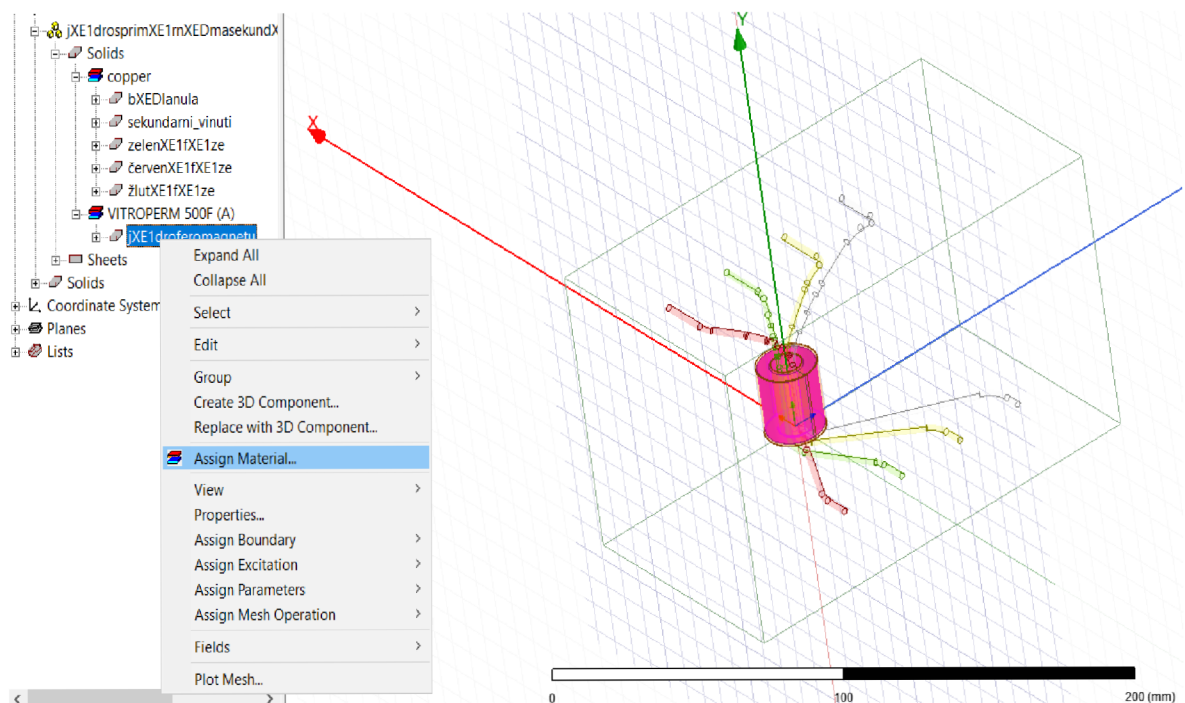 jXE1drosprimXE1rnXEDmasekundX
Solids
copper
bXEDlanula
sekundarni_vinuti
zelenXE1fXE1ze
červenXE1fXE1ze
žlutXE1fXE1ze
VITROPERM 500F (A)
jXE1droferomagnetu
Sheets
Solids
Coordinate System
Planes
Lists
Expand All
Collapse All
Select
Edit
Group
Create 3D Component...
Replace with 3D Component...
Assign Material...
View
Properties...
Assign Boundary
Assign Excitation
Assign Parameters
Assign Mesh Operation
Fields
Plot Mesh...
X
Y
0
100
200 (mm)